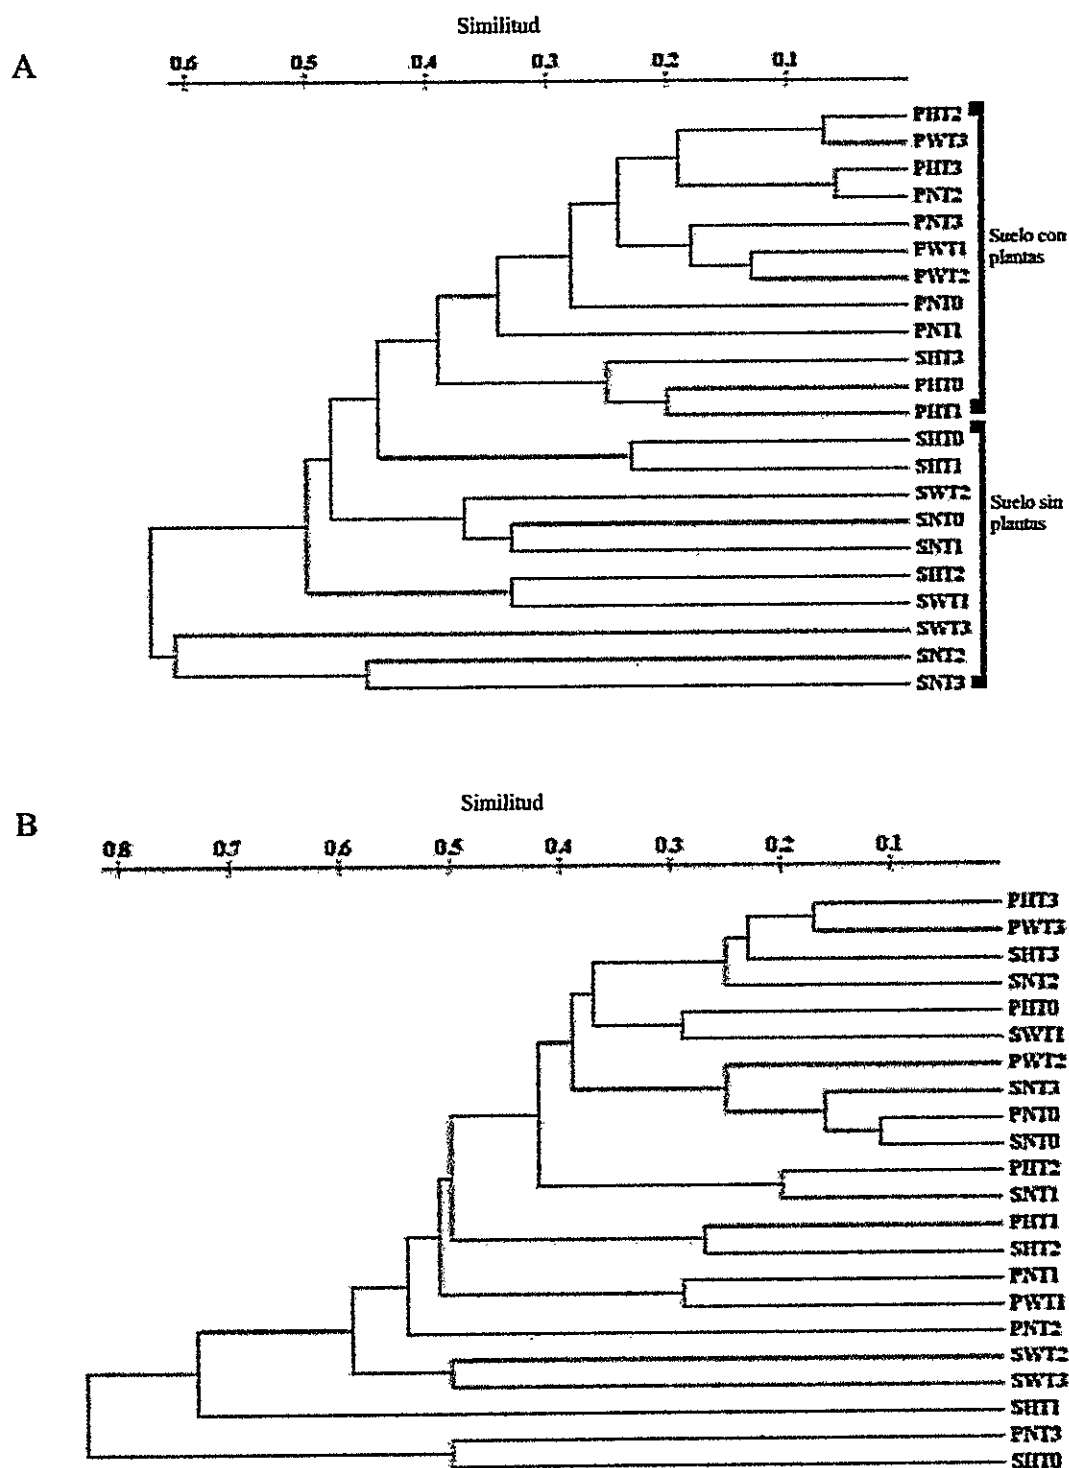 Similitud
A
0.6 0.5 0.4 0.3 0.2 0.1
PHT2
PWT3
PHT3
PNT2
PNT3
PWT1
PWT2
PNT0
PNT1
SHT3
PHT0
PHT1
Suelo con
plantas
SHT0
SHT1
SWT2
SNT0
SNT1
SHT2
SWT1
SWT3
SNT2
SNT3
Suelo sin
plantas
Similitud
B
0.8 0.7 0.6 0.5 0.4 0.3 0.2 0.1
PHT3
PWT3
SHT3
SNT2
PHT0
SWT1
PWT2
SNT3
PNT0
SNT0
PHT2
SNT1
PHT1
SHT2
PNT1
PWT1
PNT2
SWT2
SWT3
SHT1
PNT3
SHT0